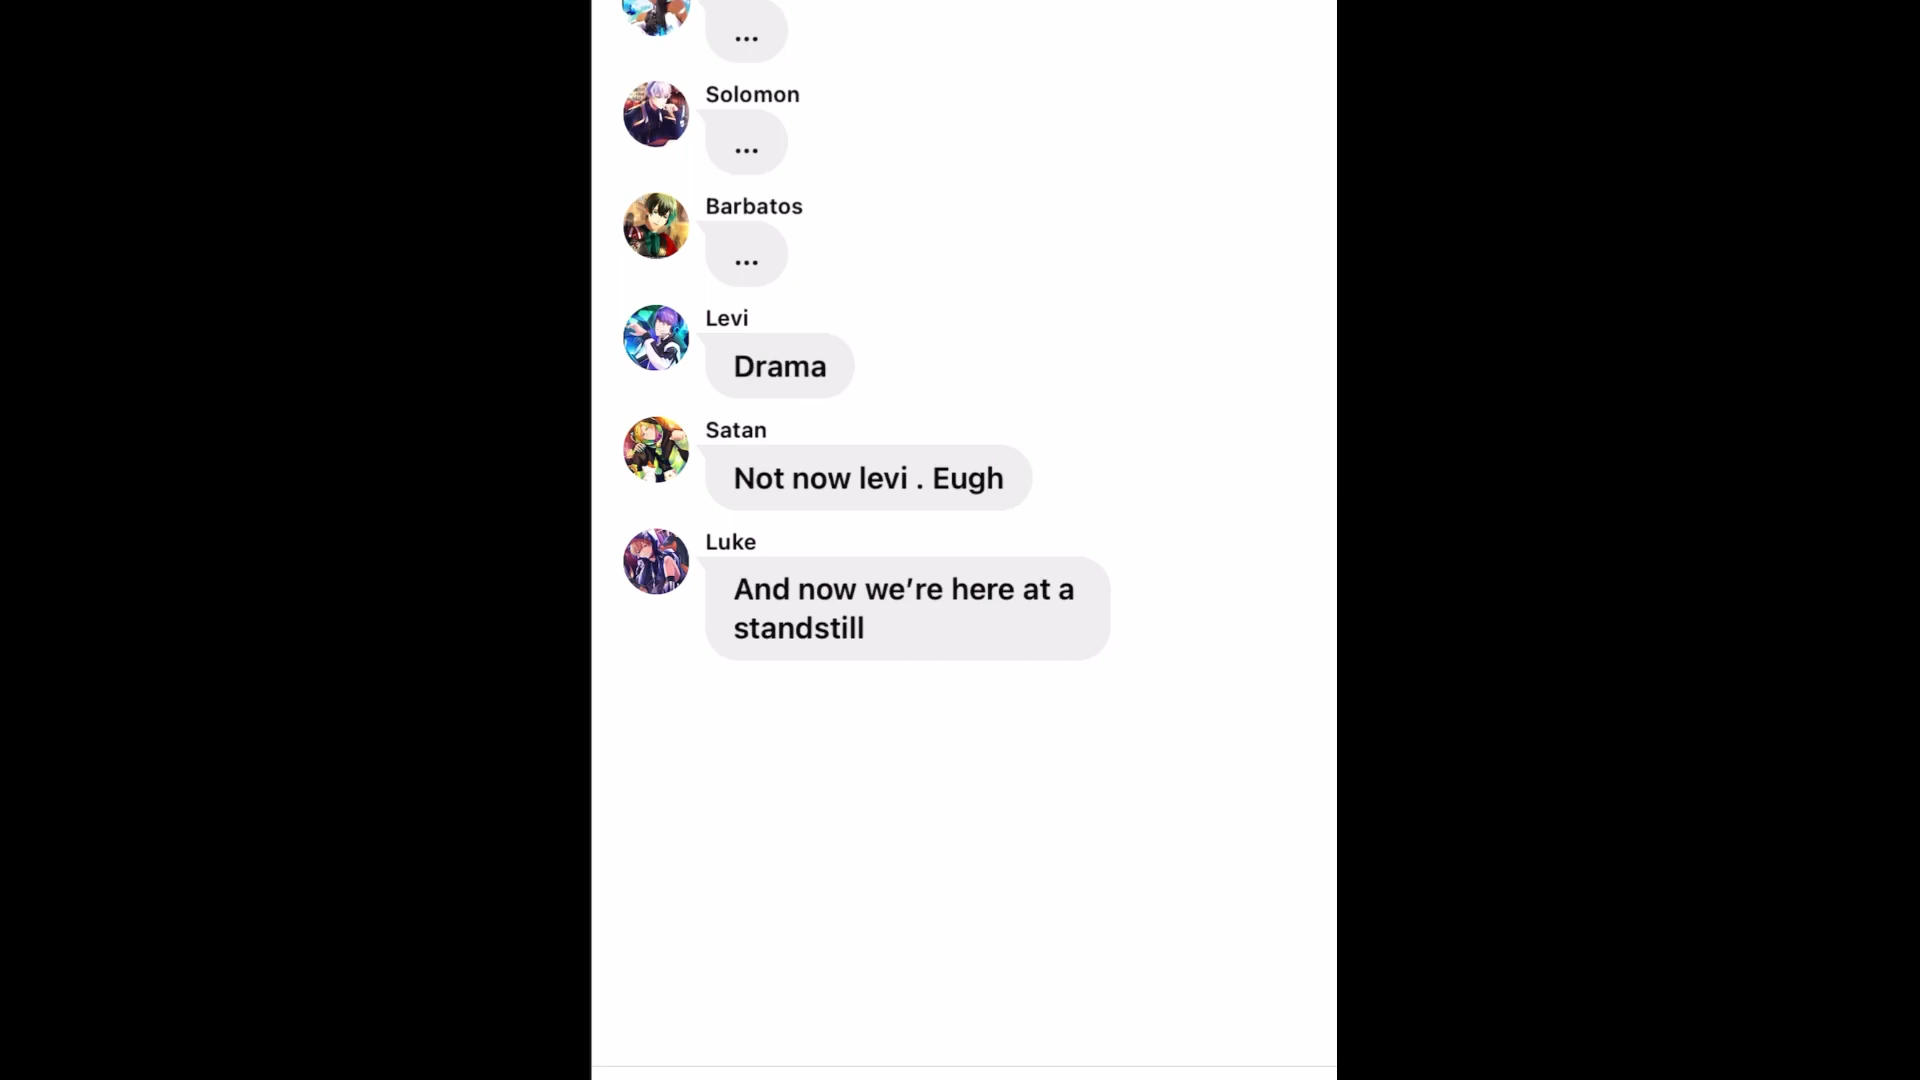 ...
Solomon
...
Barbatos
...
Levi
Drama
Satan
Not now levi . Eugh
Luke
And now we’re here at a
standstill